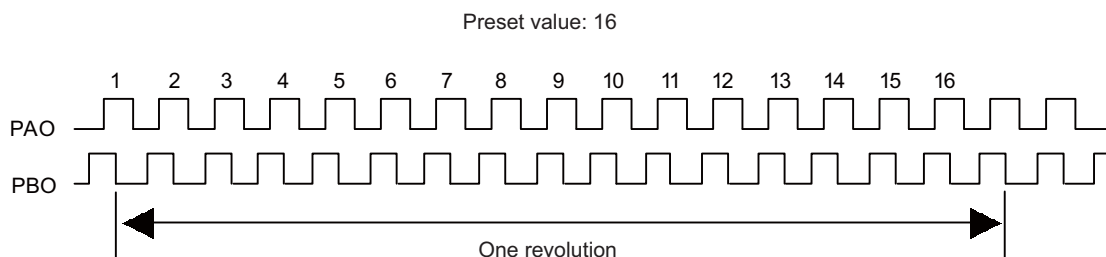 Preset value: 16
1 2 3 4 5 6 7 8 9 10 11 12 13 14 15 16
PAO
PBO
One revolution